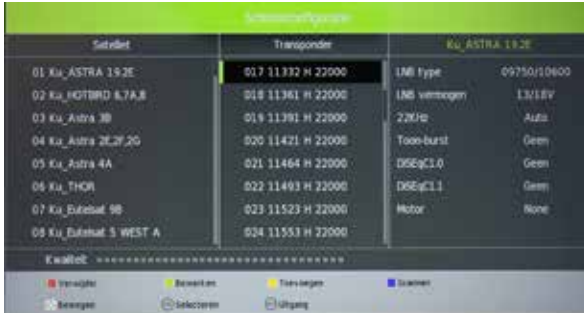 Schotelconfiguratie
Satelliet Transponder Ku_ASTRA 19.2E
01 Ku_ASTRA 19.2E 017 11332 H 22000 LNB type 09750/10600
02 Ku_HOTBIRD 6,7A,8 018 11361 H 22000 LNB vermogen 13/18V
03 Ku_Astra 3B 019 11391 H 22000 22KHz Auto
04 Ku_Astra 2E,2F,2G 020 11421 H 22000 Toon-burst Geen
05 Ku_Astra 4A 021 11464 H 22000 DiSEqC1.0 Geen
06 Ku_THOR 022 11493 H 22000 DiSEqC1.1 Geen
07 Ku_Eutelsat 9B 023 11523 H 22000 Motor None
08 Ku_Eutelsat 5 WEST A 024 11553 H 22000
Kwaliteit
Verwijder Bewerken Toevoegen Scannen
Bewegen Selecteren Uitgang